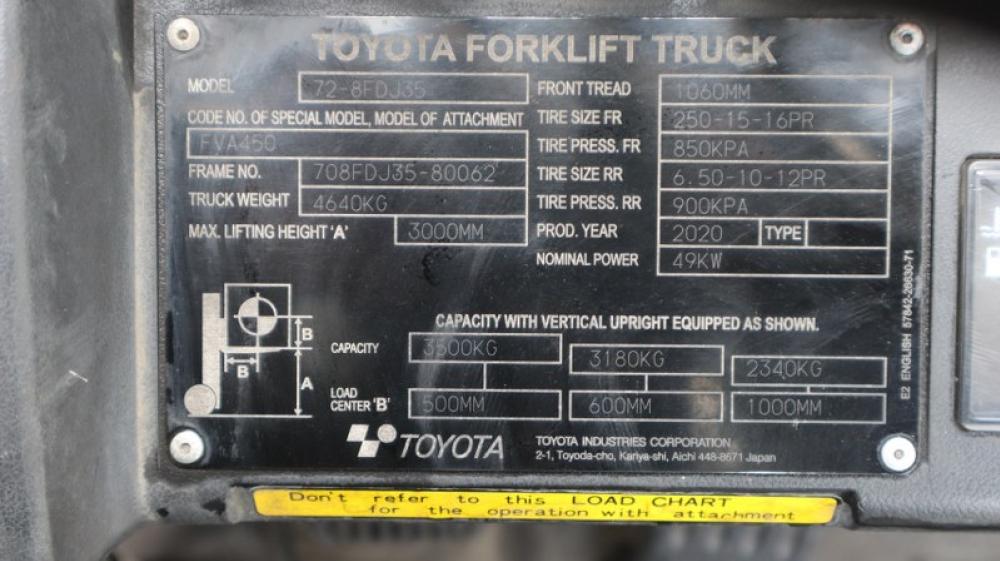 TOYOTA FORKLIFT TRUCK
MODEL 72-8FDJ35
CODE NO. OF SPECIAL MODEL, MODEL OF ATTACHMENT
FVA450
FRAME NO. 708FDJ35-80062
TRUCK WEIGHT 4640KG
MAX. LIFTING HEIGHT 'A' 3000MM
FRONT TREAD 1060MM
TIRE SIZE FR 250-15-16PR
TIRE PRESS. FR 850KPA
TIRE SIZE RR 6.50-10-12PR
TIRE PRESS. RR 900KPA
PROD. YEAR 2020 TYPE
NOMINAL POWER 49KW
CAPACITY WITH VERTICAL UPRIGHT EQUIPPED AS SHOWN.
CAPACITY 3500KG 3180KG 2340KG
LOAD
CENTER 'B' 500MM 600MM 1000MM
B
B
A
TOYOTA
TOYOTA INDUSTRIES CORPORATION
2-1, Toyoda-cho, Kariya-shi, Aichi 448-8671 Japan
E2 ENGLISH 57842-26630-71
Don't refer to this LOAD CHART
for the operation with attachment